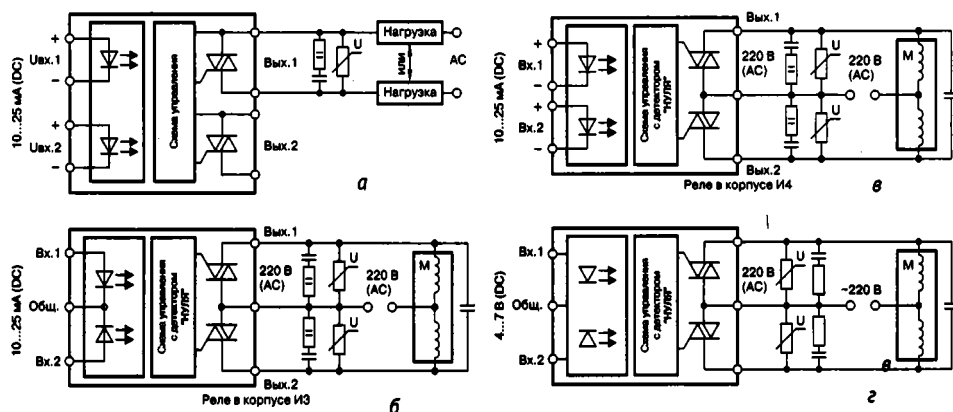 10...25 мА (DC)
+
Uвх.1
−
+
Uвх.2
−
Схема управления
Вых.1
Вых.2
U
Нагрузка
или
Нагрузка
AC
а
10...25 мА (DC)
+
Вх.1
−
+
Вх.2
−
Схема управления
с детектором
"НУЛЯ"
Вых.1
220 В
(AC)
U
220 В
(AC)
U
M
Вых.2
Реле в корпусе И4
в
10...25 мА (DC)
Вх.1
Общ.
Вх.2
Схема управления
с детектором
"НУЛЯ"
Вых.1
220 В
(AC)
U
220 В
(AC)
U
M
Вых.2
Реле в корпусе И3
б
4...7 В (DC)
Вх.1
Общ.
Вх.2
Схема управления
с детектором
"НУЛЯ"
220 В
(AC)
U
~220 В
U
M
в
г